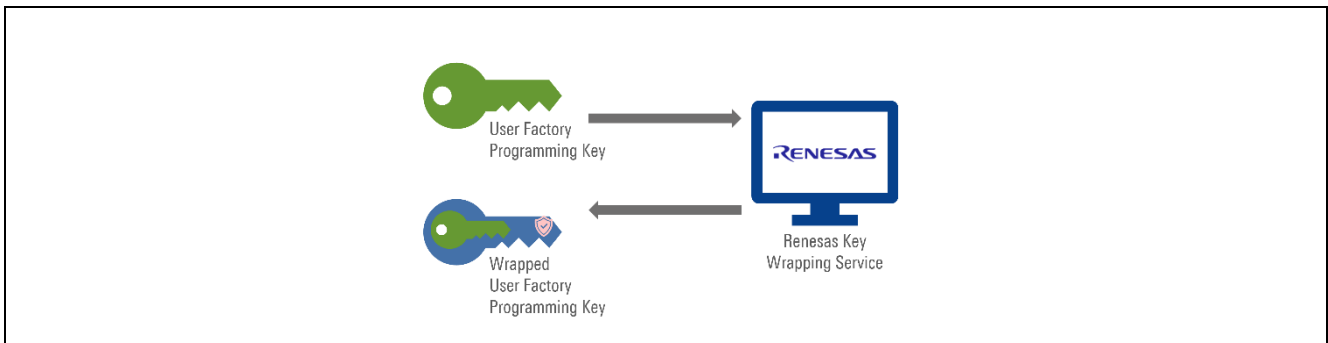 User Factory
Programming Key
RENESAS
Wrapped
User Factory
Programming Key
Renesas Key
Wrapping Service